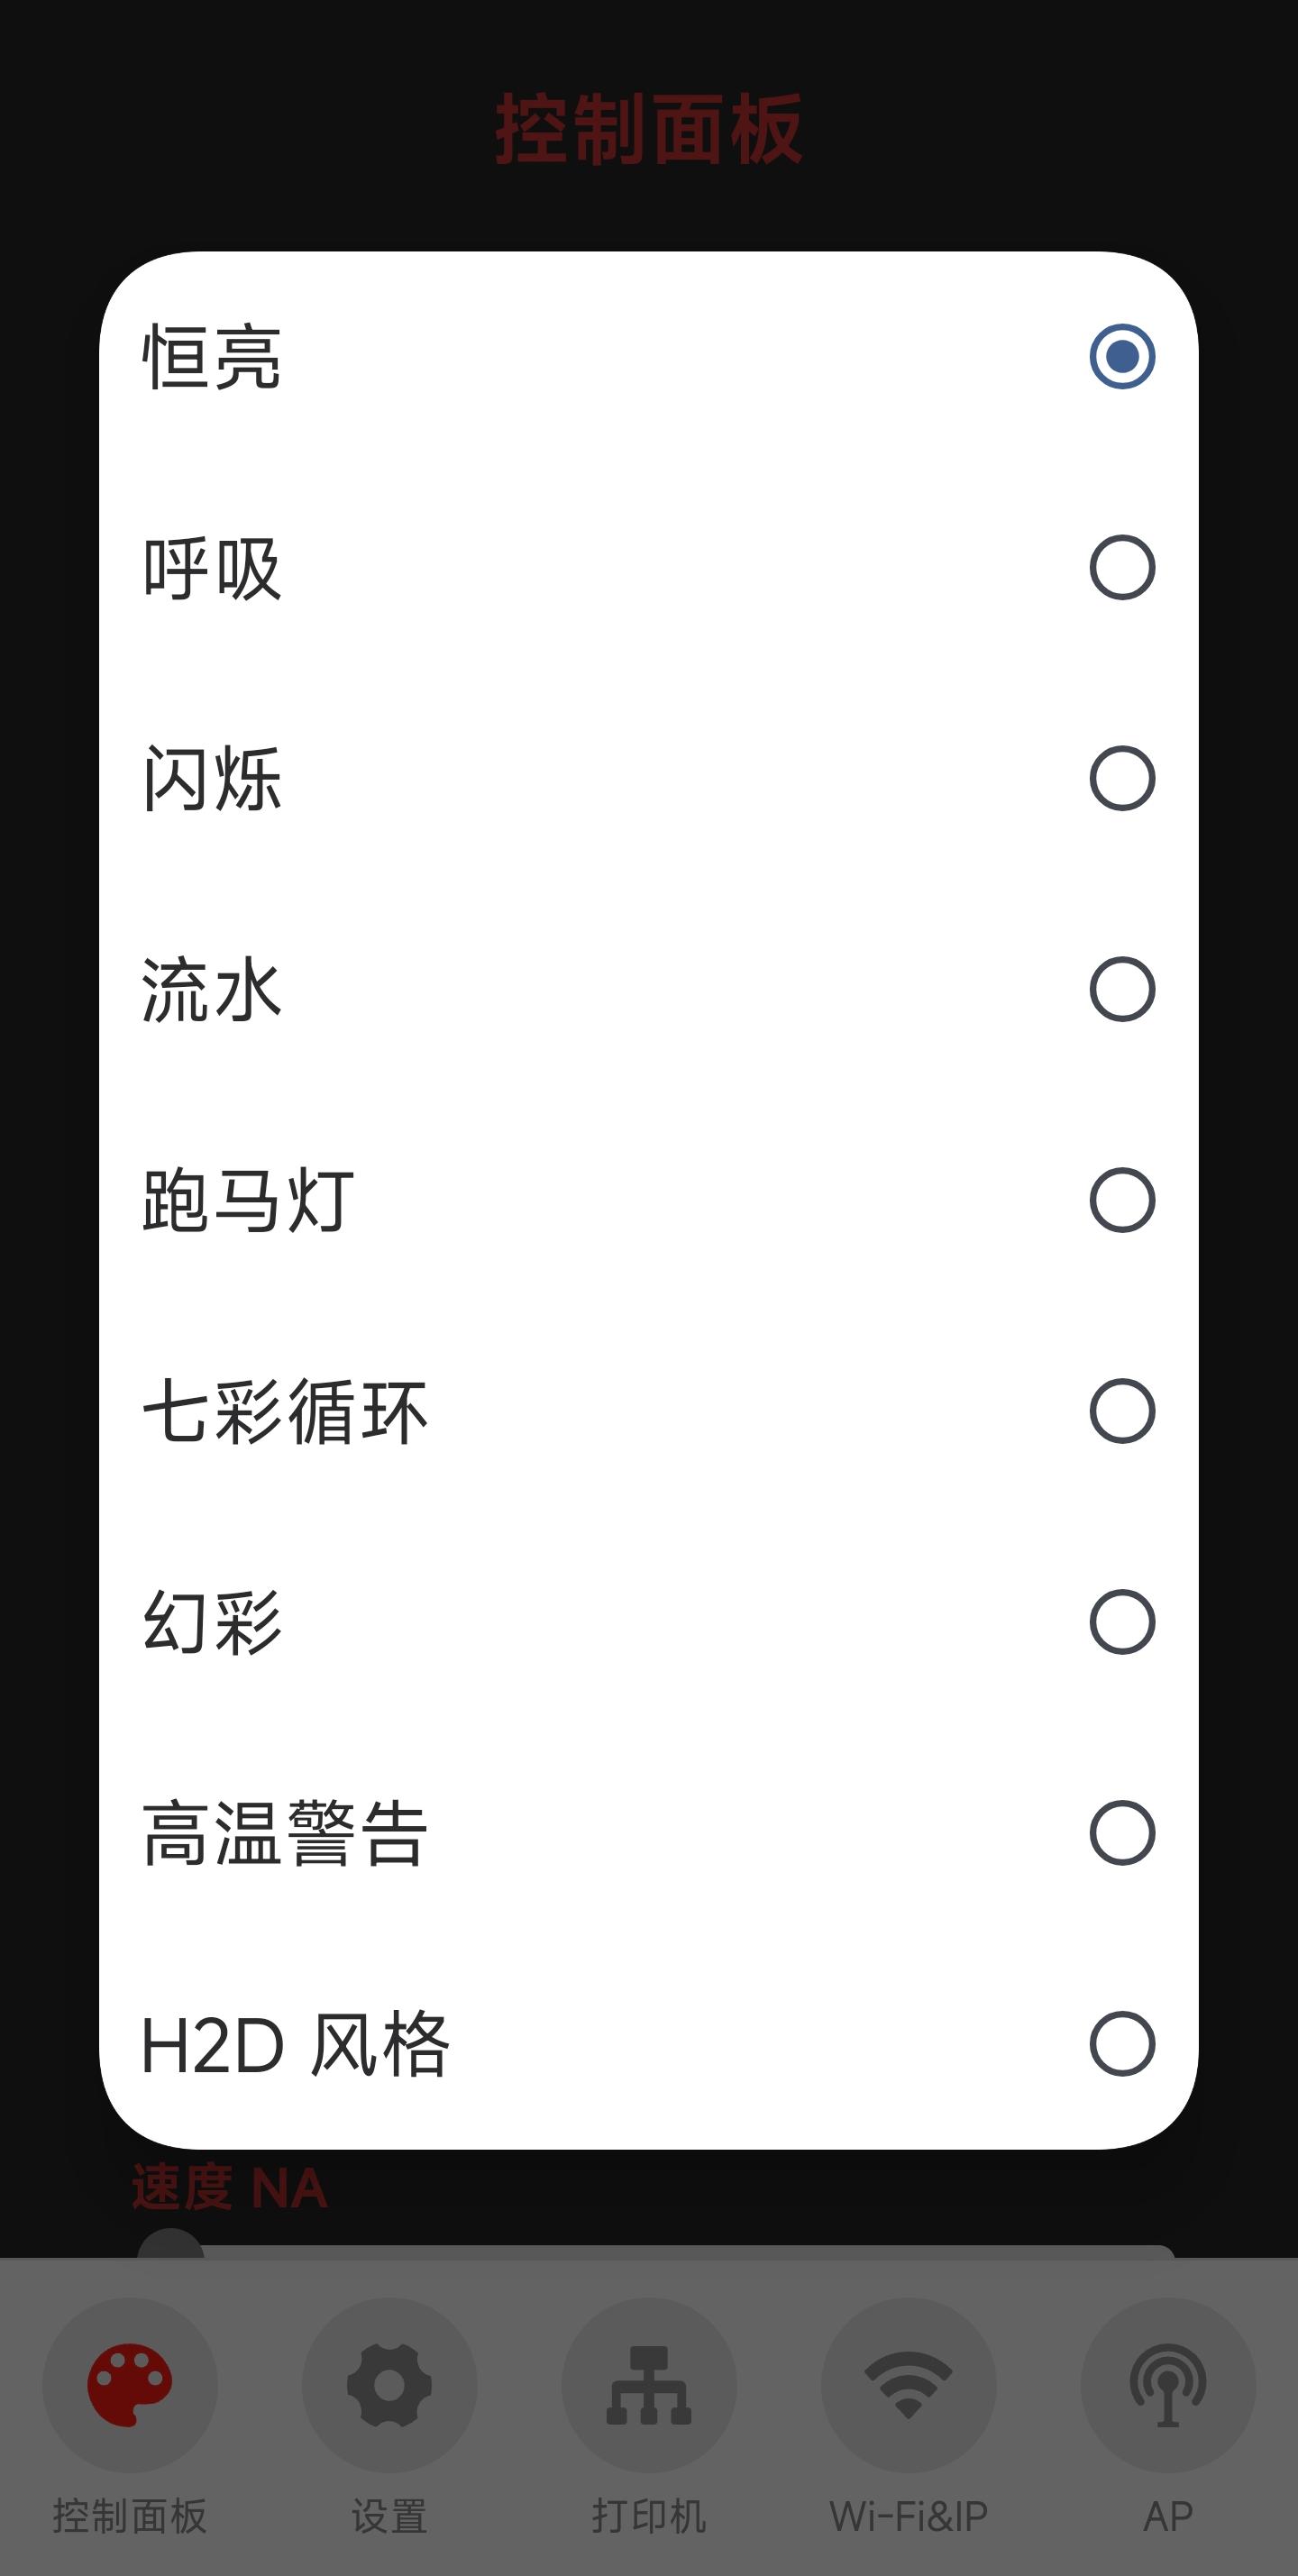 控制面板
恒亮
呼吸
闪烁
流水
跑马灯
七彩循环
幻彩
高温警告
H2D 风格
速度 NA
控制面板
设置
打印机
Wi-Fi&IP
AP